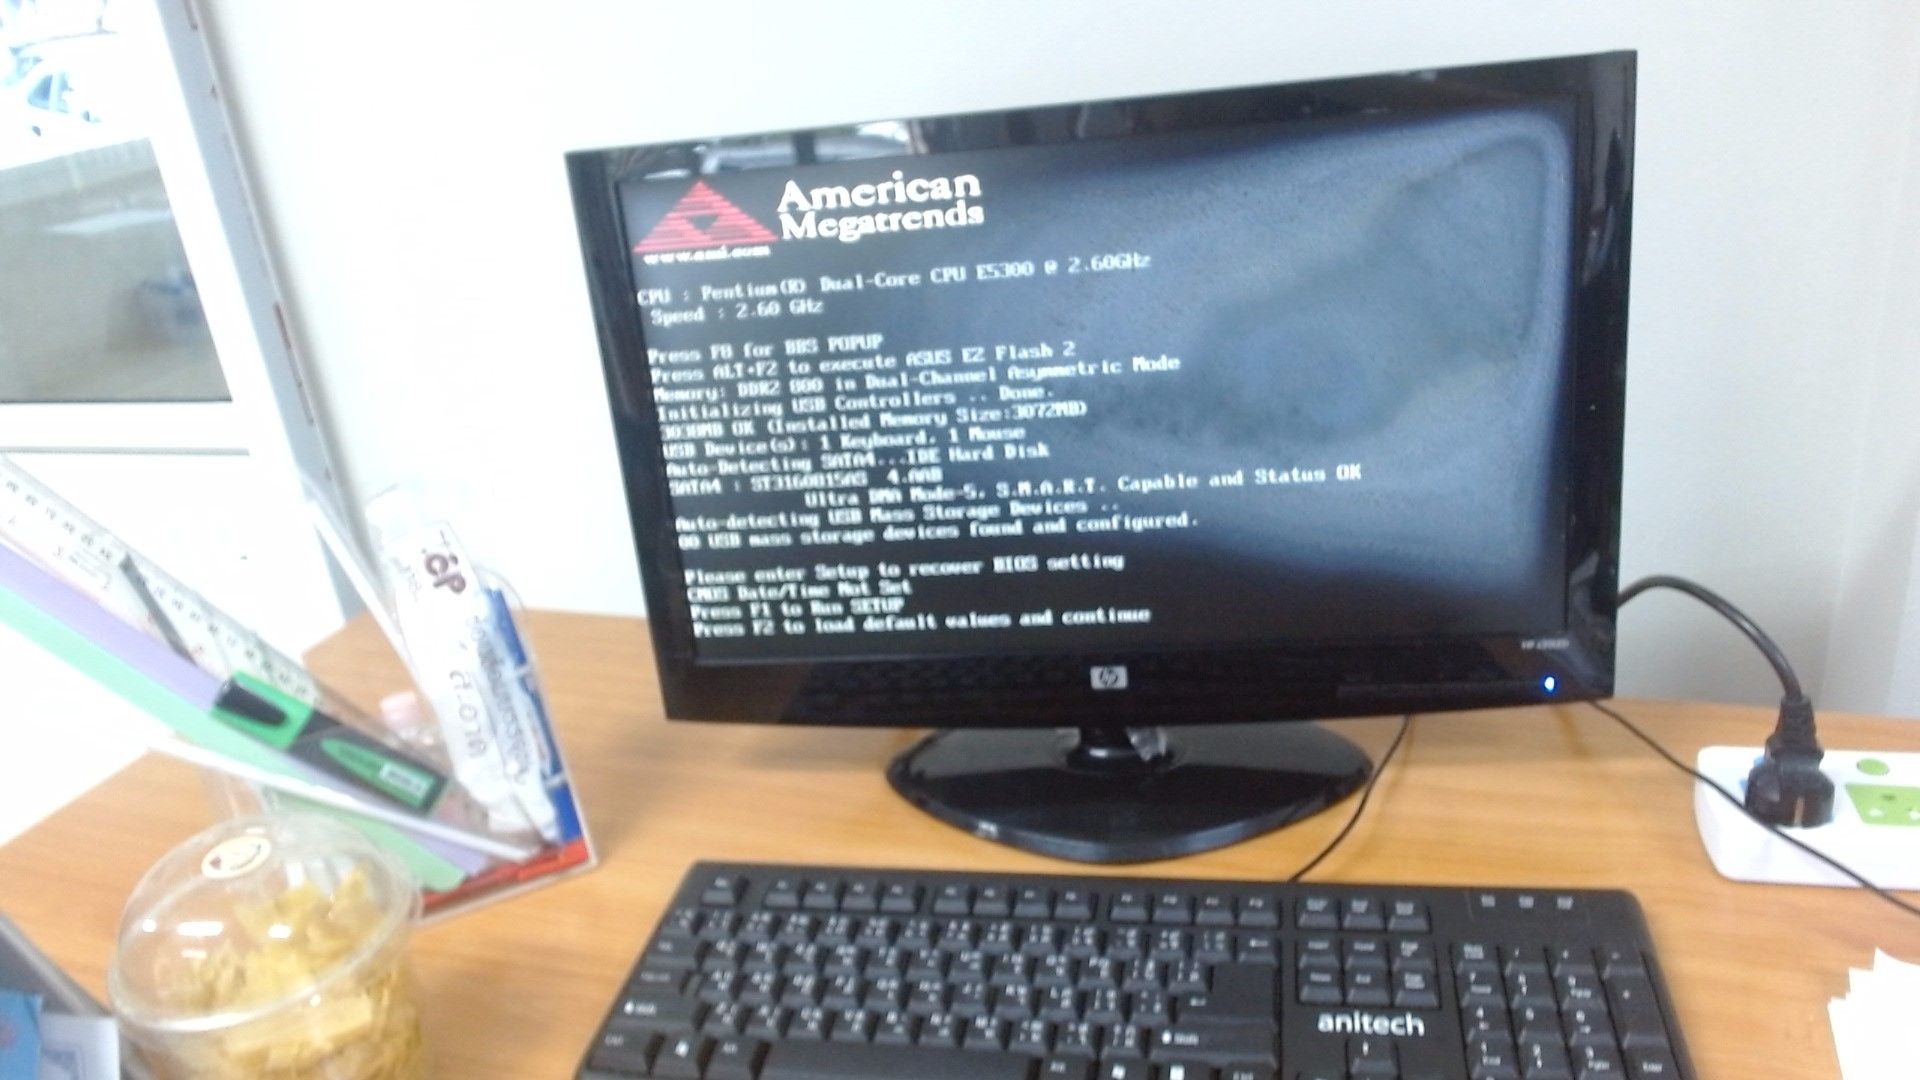 American
Megatrends
www.ami.com
CPU : Pentium(R) Dual-Core CPU E5300 @ 2.60GHz
Speed : 2.60 GHz
Press F8 for BBS POPUP
Press ALT+F2 to execute ASUS EZ Flash 2
Memory: DDR2 800 in Dual-Channel Asymmetric Mode
Initializing USB Controllers .. Done.
3038MB OK (Installed Memory Size:3072MB)
USB Device(s): 1 Keyboard, 1 Mouse
Auto-Detecting SATA4...IDE Hard Disk
SATA4 : ST3160815AS 4.AAB
Ultra DMA Mode-5, S.M.A.R.T. Capable and Status OK
Auto-detecting USB Mass Storage Devices ..
00 USB mass storage devices found and configured.
Please enter Setup to recover BIOS setting
CMOS Date/Time Not Set
Press F1 to Run SETUP
Press F2 to load default values and continue
hp
anitech